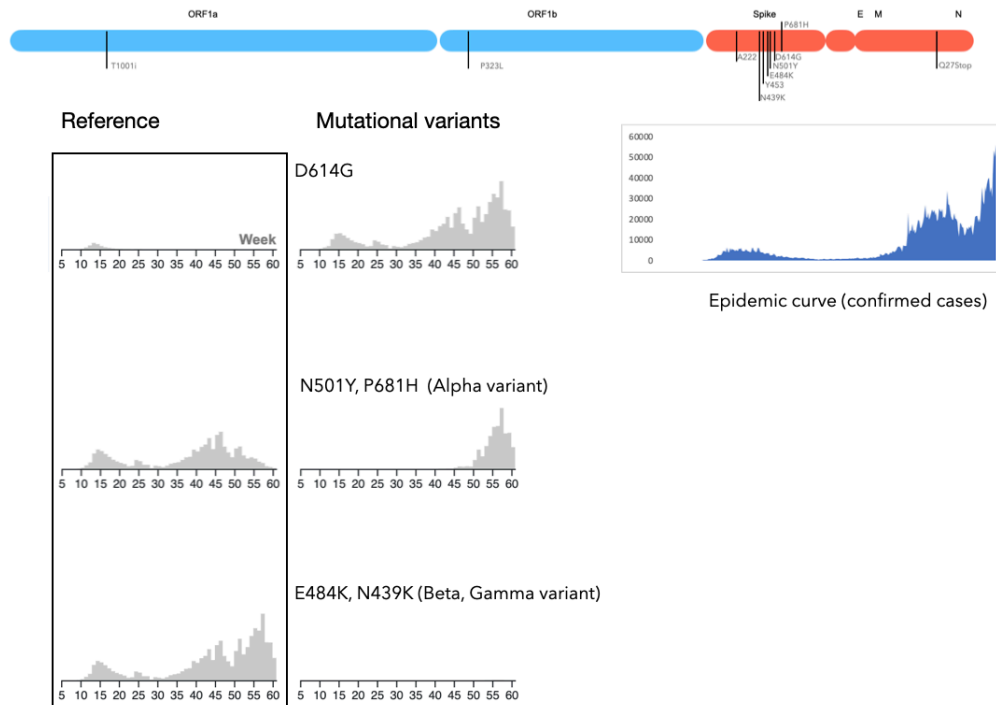 ORF1a ORF1b Spike E M N
P681H
A222 D614G
T1001i P323L N501Y Q27Stop
E484K
Y453
N439K
Reference Mutational variants
D614G
Week
5 10 15 20 25 30 35 40 45 50 55 60
5 10 15 20 25 30 35 40 45 50 55 60
60000
50000
40000
30000
20000
10000
0
Epidemic curve (confirmed cases)
N501Y, P681H (Alpha variant)
5 10 15 20 25 30 35 40 45 50 55 60
5 10 15 20 25 30 35 40 45 50 55 60
E484K, N439K (Beta, Gamma variant)
5 10 15 20 25 30 35 40 45 50 55 60
5 10 15 20 25 30 35 40 45 50 55 60